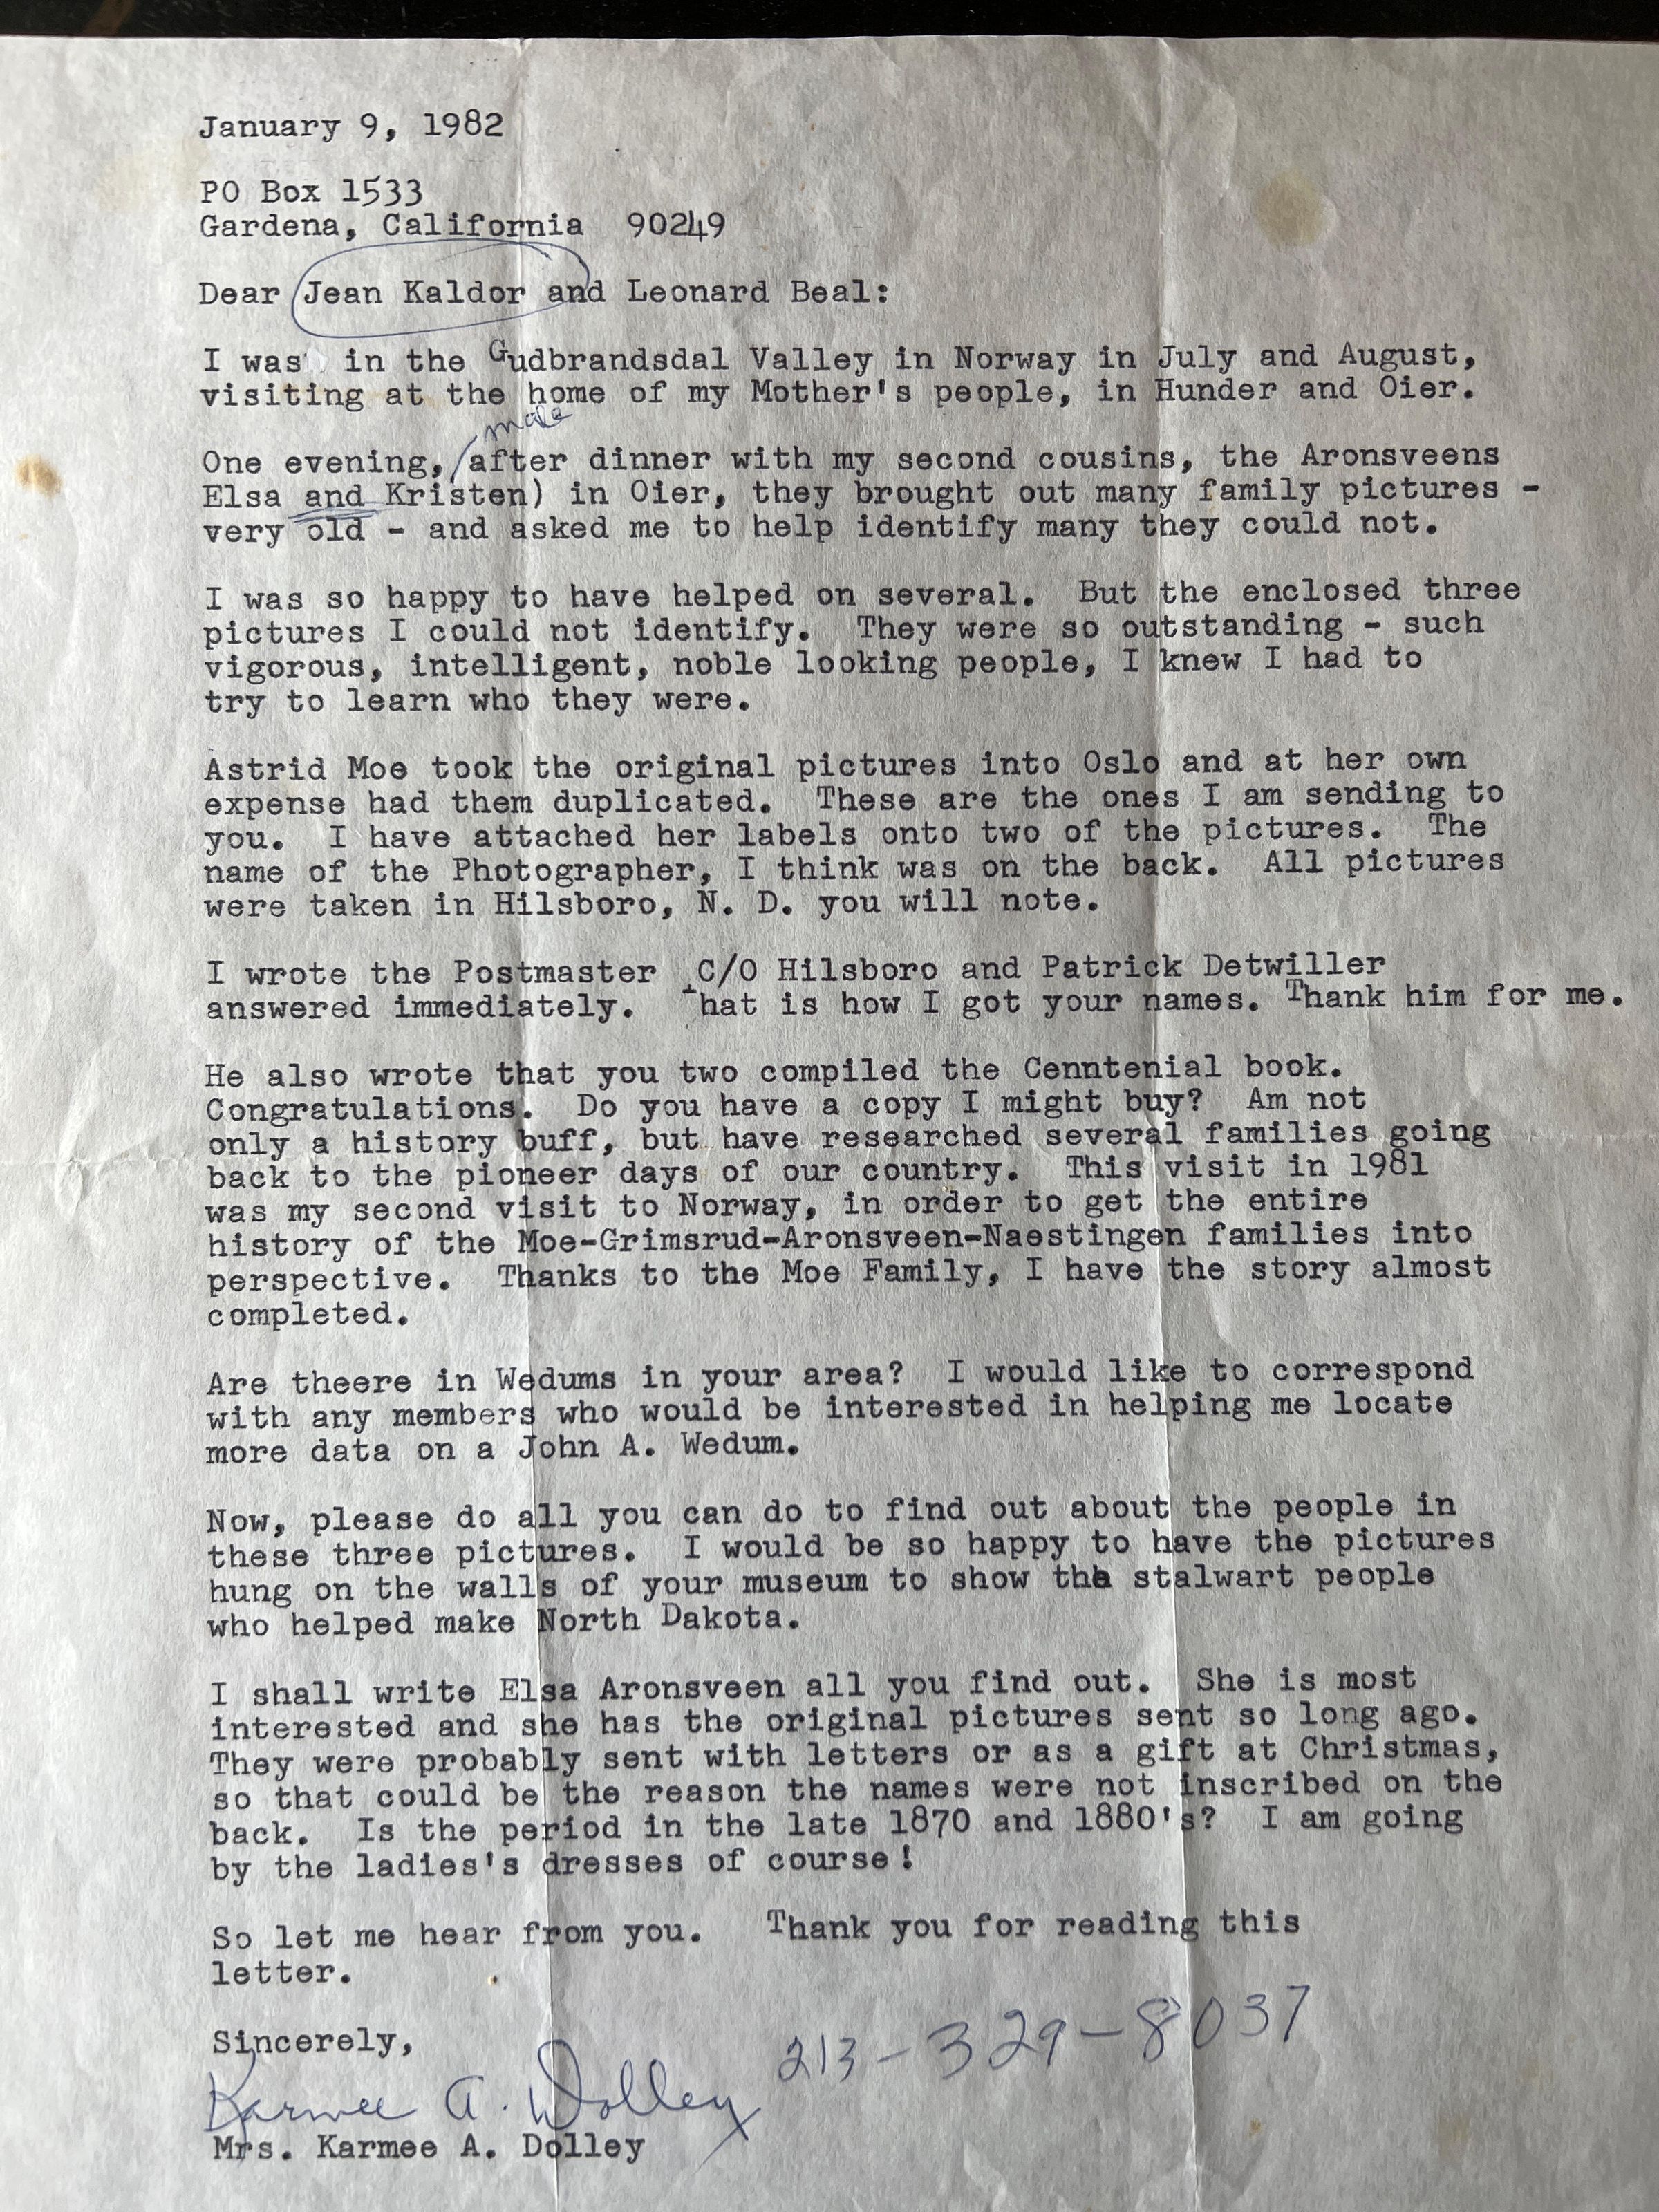 January 9, 1982
PO Box 1533
Gardena, California  90249
Dear Jean Kaldor and Leonard Beal:
I was in the Gudbrandsdal Valley in Norway in July and August,
visiting at the home of my Mother's people, in Hunder and Oier.
male
One evening, after dinner with my second cousins, the Aronsveens
Elsa and Kristen) in Oier, they brought out many family pictures -
very old - and asked me to help identify many they could not.
I was so happy to have helped on several.  But the enclosed three
pictures I could not identify.  They were so outstanding - such
vigorous, intelligent, noble looking people, I knew I had to
try to learn who they were.
Astrid Moe took the original pictures into Oslo and at her own
expense had them duplicated.  These are the ones I am sending to
you.  I have attached her labels onto two of the pictures.  The
name of the Photographer, I think was on the back.  All pictures
were taken in Hilsboro, N. D. you will note.
I wrote the Postmaster C/O Hilsboro and Patrick Detwiller
answered immediately.  That is how I got your names. Thank him for me.
He also wrote that you two compiled the Cenntenial book.
Congratulations.  Do you have a copy I might buy?  Am not
only a history buff, but have researched several families going
back to the pioneer days of our country.  This visit in 1981
was my second visit to Norway, in order to get the entire
history of the Moe-Grimsrud-Aronsveen-Naestingen families into
perspective.  Thanks to the Moe Family, I have the story almost
completed.
Are theere in Wedums in your area?  I would like to correspond
with any members who would be interested in helping me locate
more data on a John A. Wedum.
Now, please do all you can do to find out about the people in
these three pictures.  I would be so happy to have the pictures
hung on the walls of your museum to show the stalwart people
who helped make North Dakota.
I shall write Elsa Aronsveen all you find out.  She is most
interested and she has the original pictures sent so long ago.
They were probably sent with letters or as a gift at Christmas,
so that could be the reason the names were not inscribed on the
back.  Is the period in the late 1870 and 1880's?  I am going
by the ladies's dresses of course!
So let me hear from you.   Thank you for reading this
letter.
Sincerely,
213-329-8037
Karmee A. Dolley
Mrs. Karmee A. Dolley